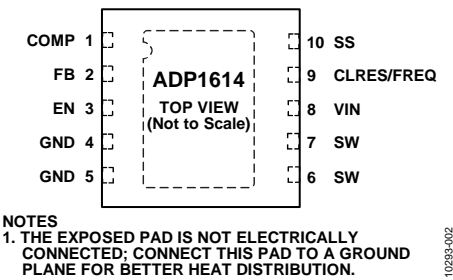 COMP 1
FB 2
EN 3
GND 4
GND 5
ADP1614
TOP VIEW
(Not to Scale)
10 SS
9 CLRES/FREQ
8 VIN
7 SW
6 SW
NOTES
1. THE EXPOSED PAD IS NOT ELECTRICALLY
CONNECTED; CONNECT THIS PAD TO A GROUND
PLANE FOR BETTER HEAT DISTRIBUTION.
10293-002